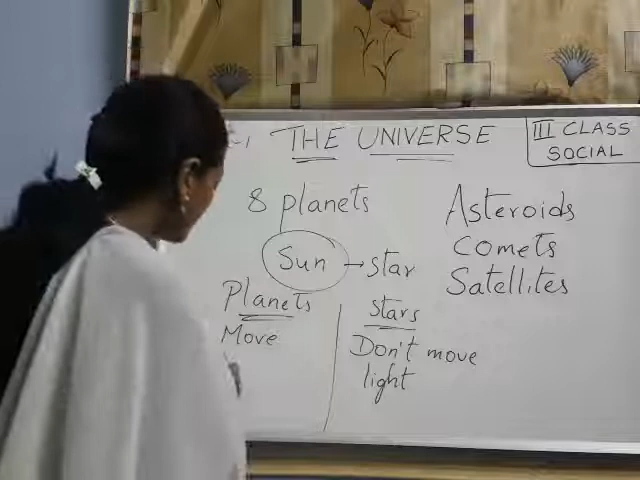 THE UNIVERSE
III CLASS
SOCIAL
8 planets
Sun → star
Asteroids
comets
Satellites
Planets
Move
stars
Don't move
light